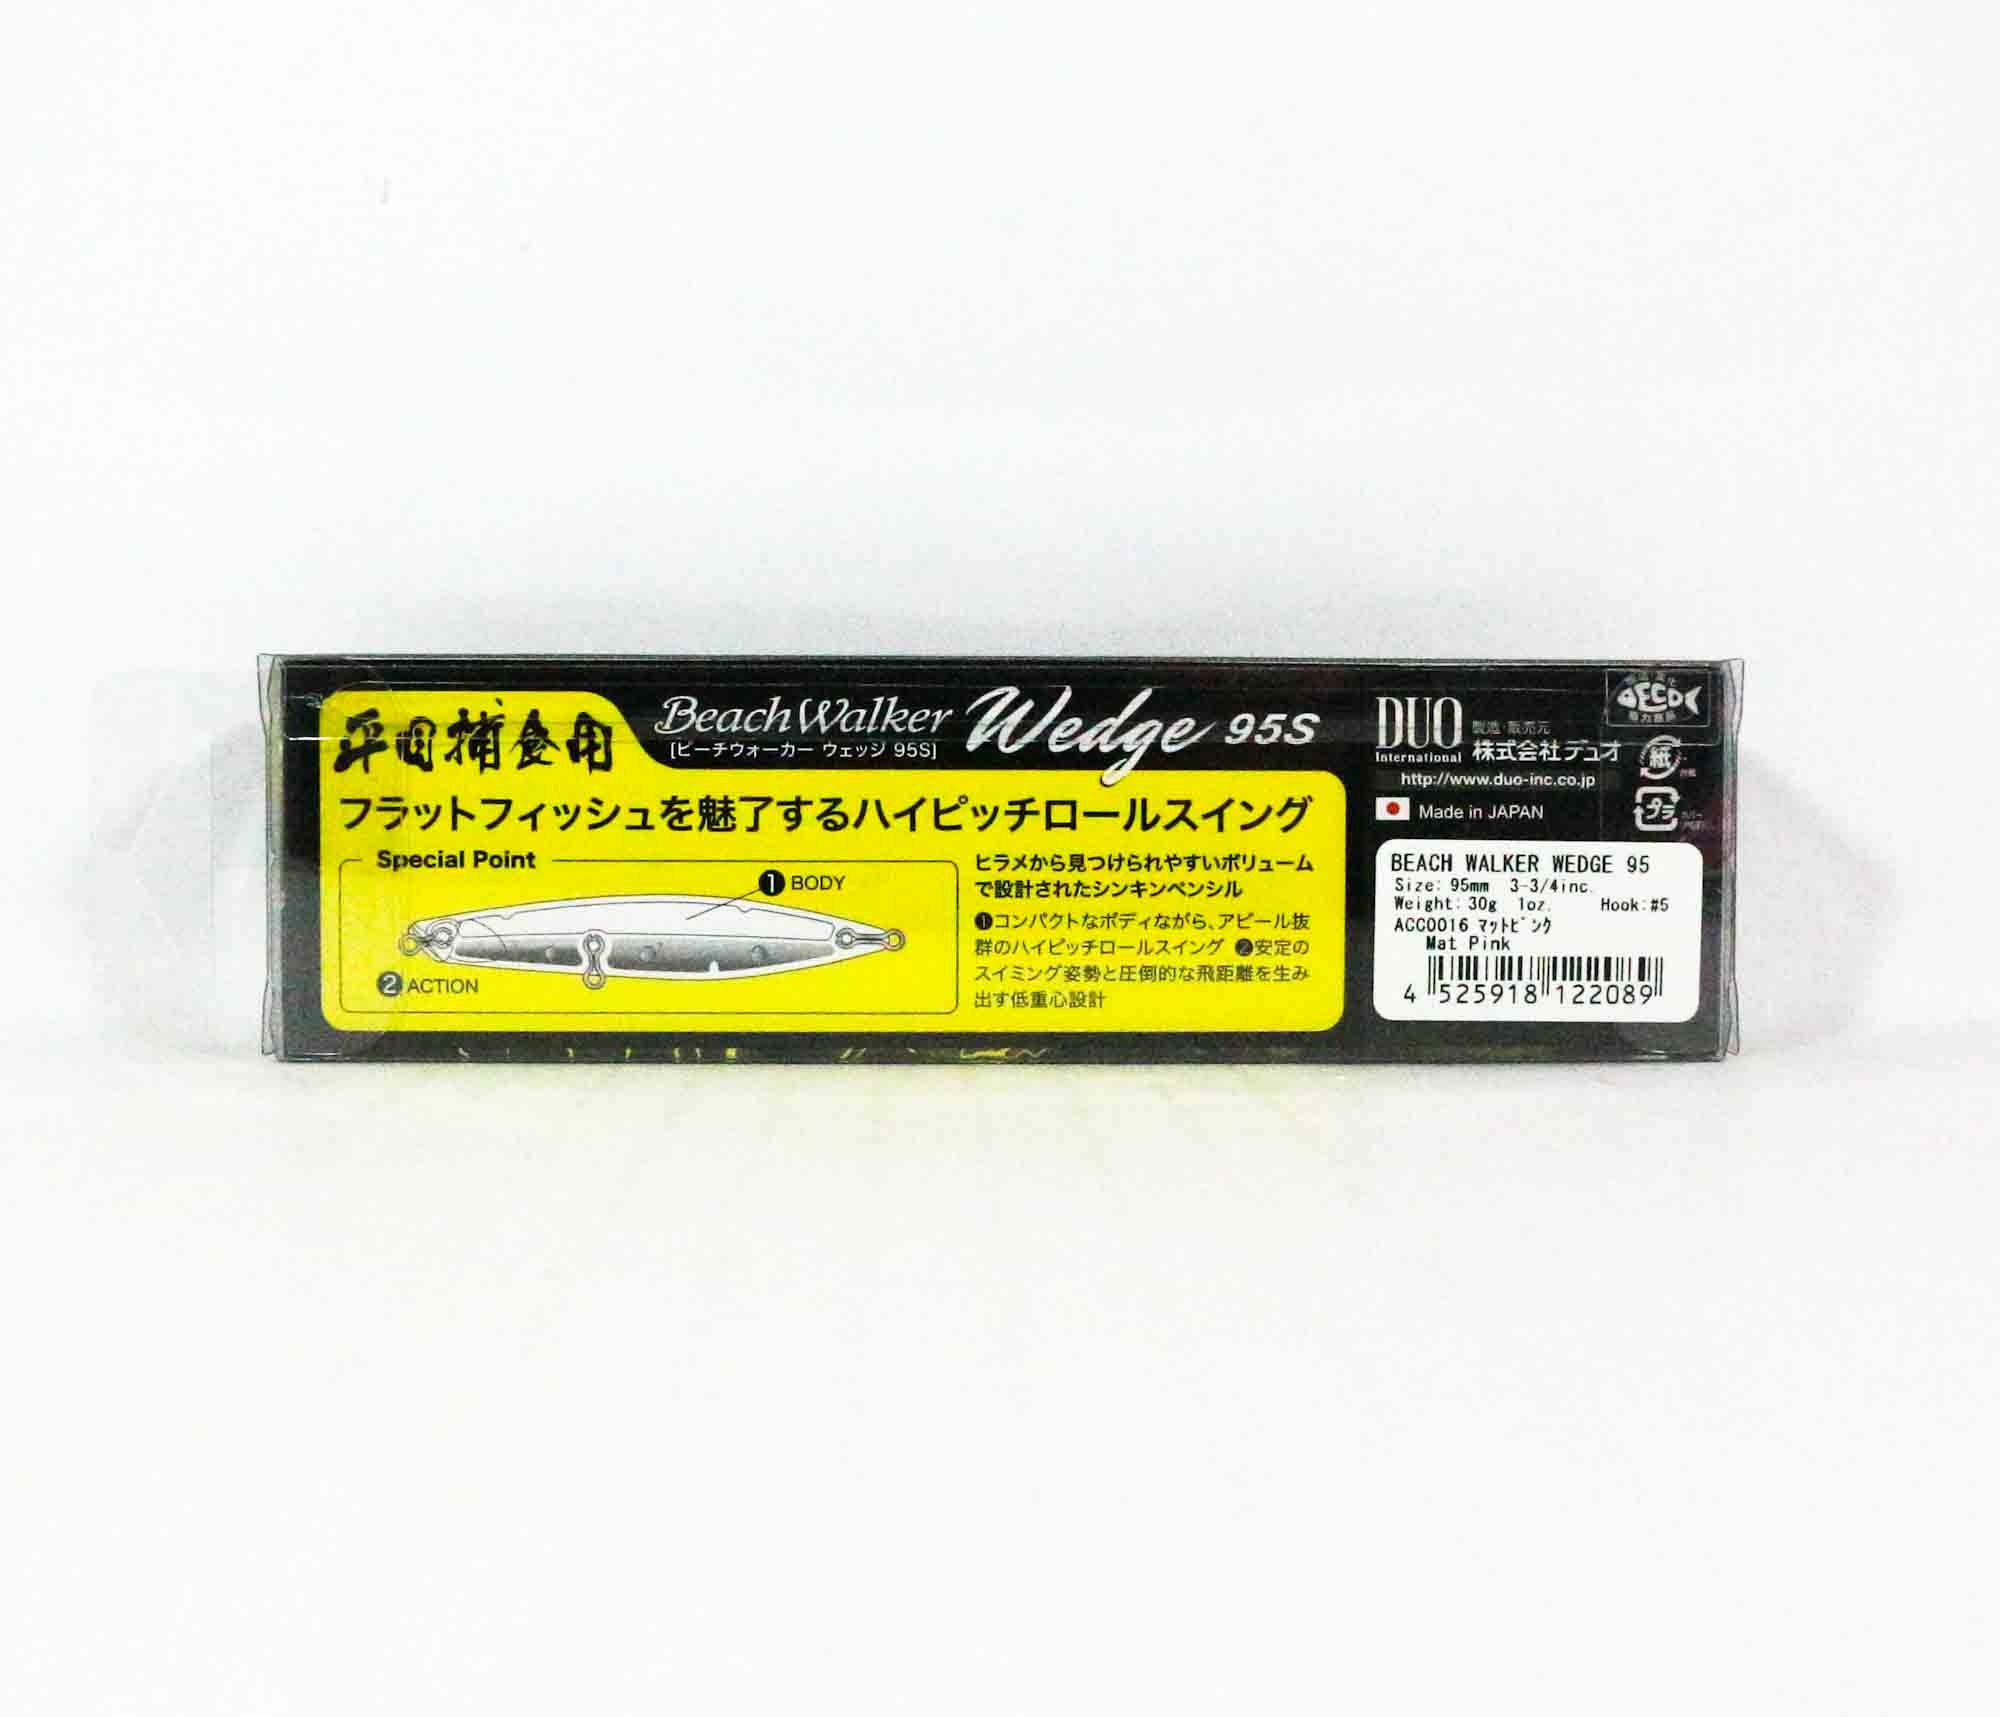 平目捕食用
Beach Walker Wedge 95S
[ビーチウォーカー ウェッジ 95S]
フラットフィッシュを魅了するハイピッチロールスイング
Special Point
❶ BODY
❷ ACTION
ヒラメから見つけられやすいボリューム
で設計されたシンキンペンシル
❶コンパクトなボディながら、アピール抜
群のハイピッチロールスイング ❷安定の
スイミング姿勢と圧倒的な飛距離を生み
出す低重心設計
DUO
International
製造・販売元
株式会社デュオ
http://www.duo-inc.co.jp
Made in JAPAN
DECOY
紙
プラ
BEACH WALKER WEDGE 95
Size: 95mm 3-3/4inc.
Weight: 30g 1oz. Hook:#5
ACC0016 マットピンク
Mat Pink
4 525918 122089